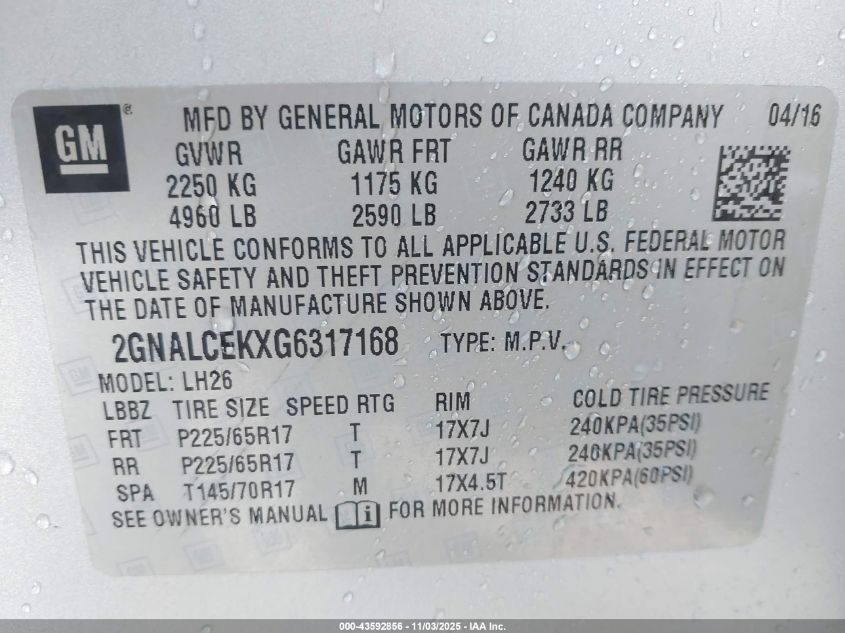 GM ® MFD BY GENERAL MOTORS OF CANADA COMPANY 04/16
GVWR GAWR FRT GAWR RR
2250 KG 1175 KG 1240 KG
4960 LB 2590 LB 2733 LB
THIS VEHICLE CONFORMS TO ALL APPLICABLE U.S. FEDERAL MOTOR
VEHICLE SAFETY AND THEFT PREVENTION STANDARDS IN EFFECT ON
THE DATE OF MANUFACTURE SHOWN ABOVE.
2GNALCEKXG6317168 TYPE: M.P.V.
MODEL: LH26
LBBZ TIRE SIZE SPEED RTG RIM COLD TIRE PRESSURE
FRT P225/65R17 T 17X7J 240KPA(35PSI)
RR P225/65R17 T 17X7J 240KPA(35PSI)
SPA T145/70R17 M 17X4.5T 420KPA(60PSI)
SEE OWNER'S MANUAL i FOR MORE INFORMATION.
000-43592856 - 11/03/2025 - IAA Inc.